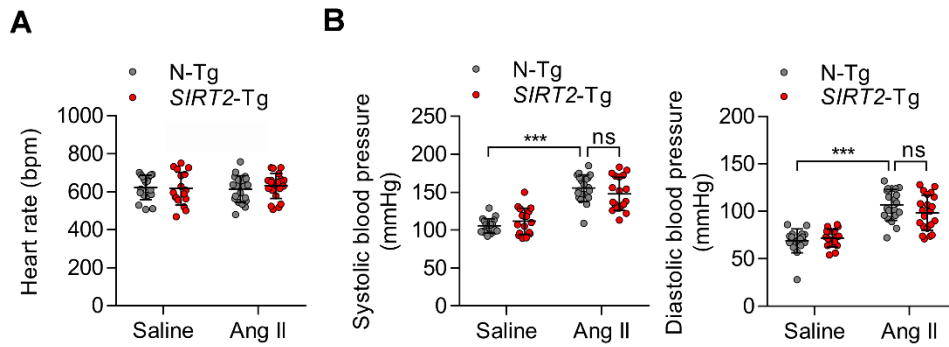 A
N-Tg
SIRT2-Tg
Heart rate (bpm)
1000
800
600
400
200
0
Saline
Ang II
B
N-Tg
SIRT2-Tg
Systolic blood pressure
(mmHg)
250
200
150
100
50
***
ns
Saline
Ang II
N-Tg
SIRT2-Tg
Diastolic blood pressure
(mmHg)
200
150
100
50
0
***
ns
Saline
Ang II